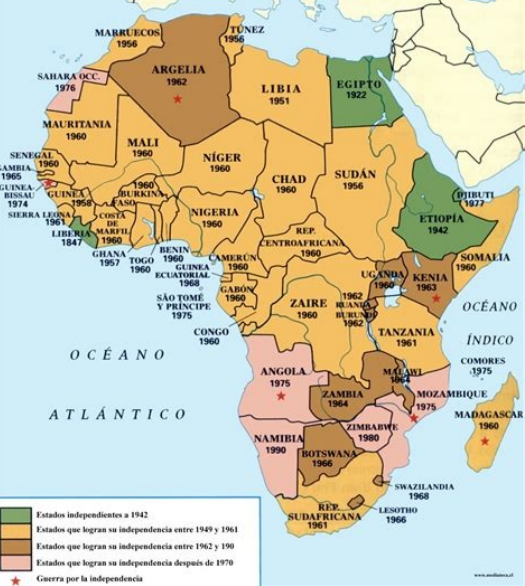 MARRUECOS
1956
TÚNEZ
1956
ARGELIA
1962
LIBIA
1951
EGIPTO
1922
SAHARA OCC.
1976
MAURITANIA
1960
MALI
1960
NÍGER
1960
CHAD
1960
SUDÁN
1956
SENEGAL
1960
GAMBIA
1965
GUINEA
BISSAU
1974
GUINEA
1958
SIERRA LEONA
1961
LIBERIA
1847
COSTA
DE
MARFIL
1960
1960
BURKINA
FASO
GHANA
1957
TOGO
1960
BENIN
1960
NIGERIA
1960
DJIBUTI
1977
ETIOPÍA
1942
REP.
CENTROAFRICANA
1960
CAMERÚN
1960
GUINEA
ECUATORIAL
1968
GABÓN
1960
SÃO TOMÉ
Y PRÍNCIPE
1975
CONGO
1960
ZAIRE
1960
UGANDA
1960
KENIA
1963
SOMALIA
1960
1962
RUANDA
BURUNDI
1962
TANZANIA
1961
OCÉANO
ÍNDICO
COMORES
1975
OCÉANO
ATLÁNTICO
ANGOLA
1975
ZAMBIA
1964
MALAWI
1964
MOZAMBIQUE
1975
MADAGASCAR
1960
NAMIBIA
1990
ZIMBABWE
1980
BOTSWANA
1966
SWAZILANDIA
1968
LESOTHO
1966
REP.
SUDAFRICANA
1961
Estados independientes a 1942
Estados que logran su independencia entre 1949 y 1961
Estados que logran su independencia entre 1962 y 190
Estados que logran su independencia después de 1970
Guerra por la independencia